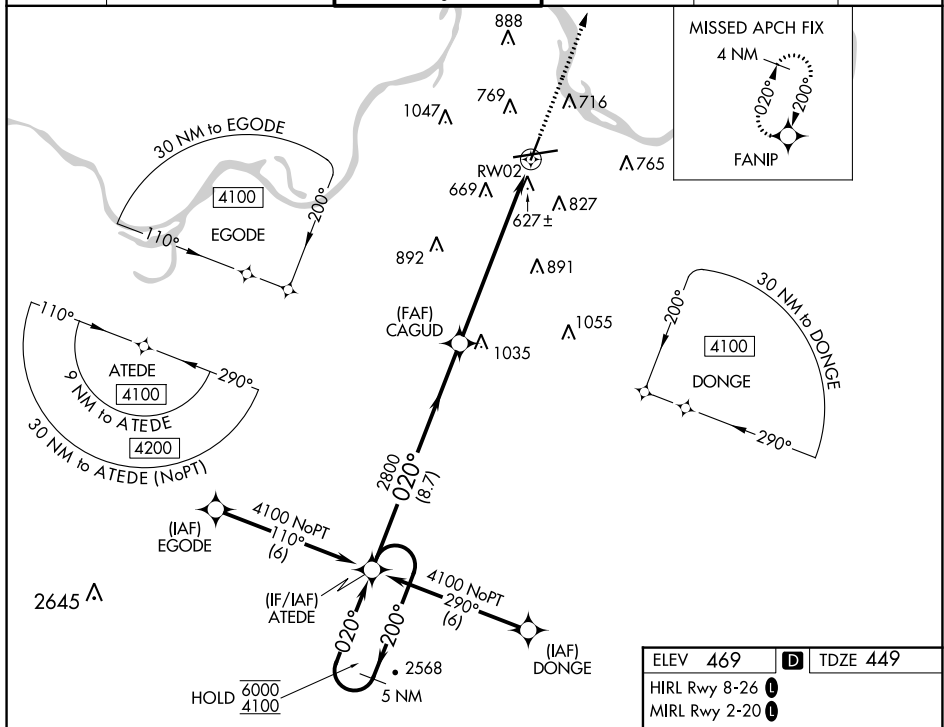 888
MISSED APCH FIX
4 NM
020°
200°
FANIP
1047
769
716
30 NM to EGODE
4100
200°
EGODE
110°
RW02
765
669
827
627±
892
891
(FAF)
CAGUD
1055
1035
110°
ATEDE
4100
290°
9 NM to ATEDE
4200
30 NM to ATEDE (NoPT)
30 NM to DONGE
200°
4100
DONGE
290°
2800
020°
(8.7)
(IAF)
EGODE
4100 NoPT
110°
(6)
4100 NoPT
290°
(6)
2645
(IF/IAF)
ATEDE
020°
200°
(IAF)
DONGE
2568
HOLD 6000
4100
5 NM
ELEV 469 D TDZE 449
HIRL Rwy 8-26 L
MIRL Rwy 2-20 L